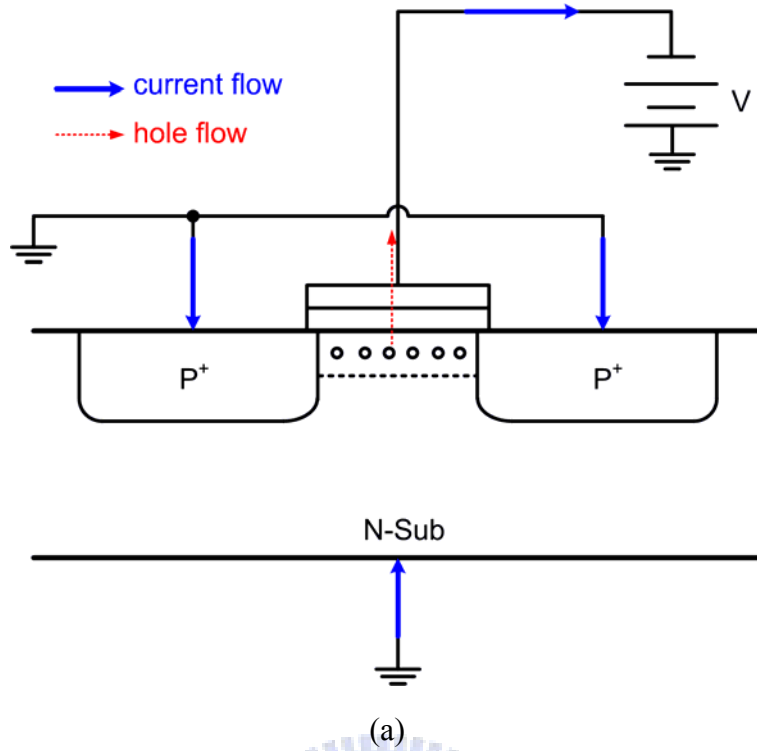 current flow
hole flow
V
P+ P+
N-Sub
(a)